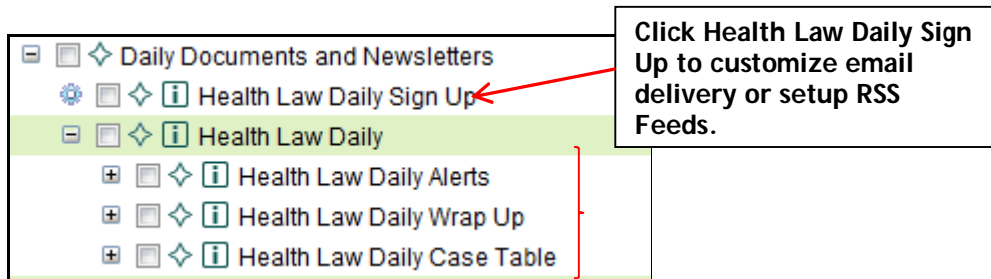 Daily Documents and Newsletters
Health Law Daily Sign Up
Health Law Daily
Health Law Daily Alerts
Health Law Daily Wrap Up
Health Law Daily Case Table
Click Health Law Daily Sign
Up to customize email
delivery or setup RSS
Feeds.